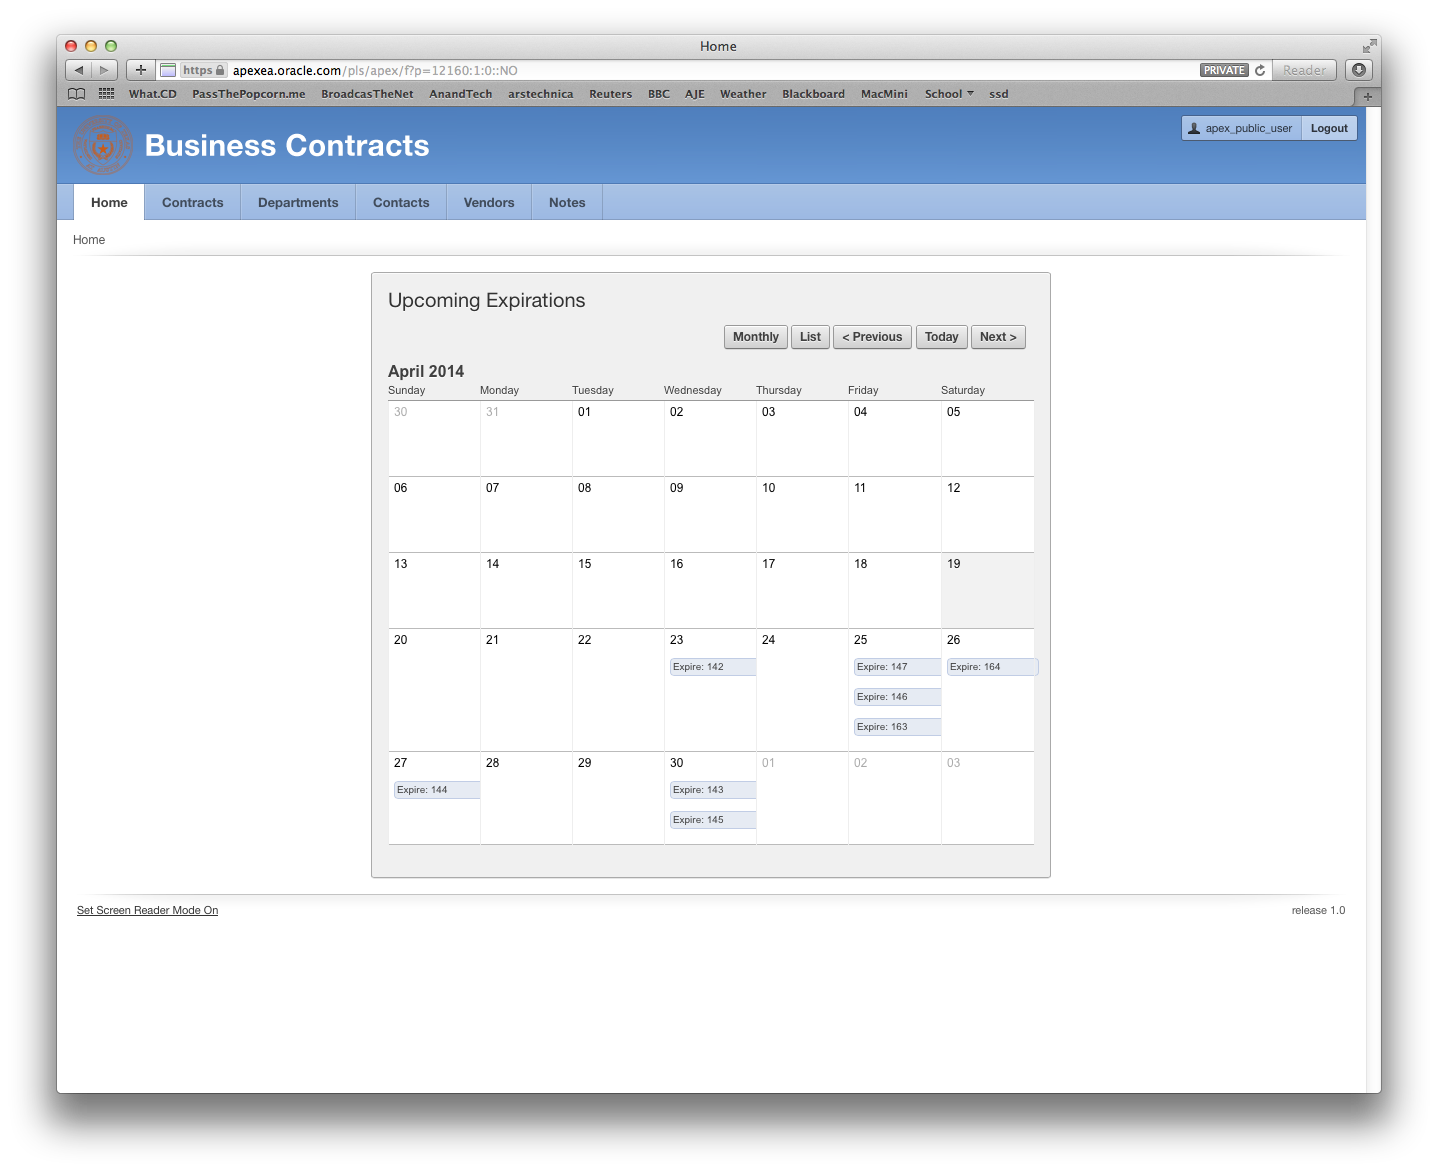 Home
https apexea.oracle.com/pls/apex/f?p=12160:1:0::NO PRIVATE Reader
What.CD PassThePopcorn.me BroadcasTheNet AnandTech arstechnica Reuters BBC AJE Weather Blackboard MacMini School ssd
Business Contracts
apex_public_user Logout
Home Contracts Departments Contacts Vendors Notes
Home
Upcoming Expirations
Monthly List < Previous Today Next >
April 2014
Sunday Monday Tuesday Wednesday Thursday Friday Saturday
30 31 01 02 03 04 05
06 07 08 09 10 11 12
13 14 15 16 17 18 19
20 21 22 23 24 25 26
Expire: 142 Expire: 147 Expire: 164
Expire: 146
Expire: 163
27 28 29 30 01 02 03
Expire: 144 Expire: 143
Expire: 145
Set Screen Reader Mode On release 1.0